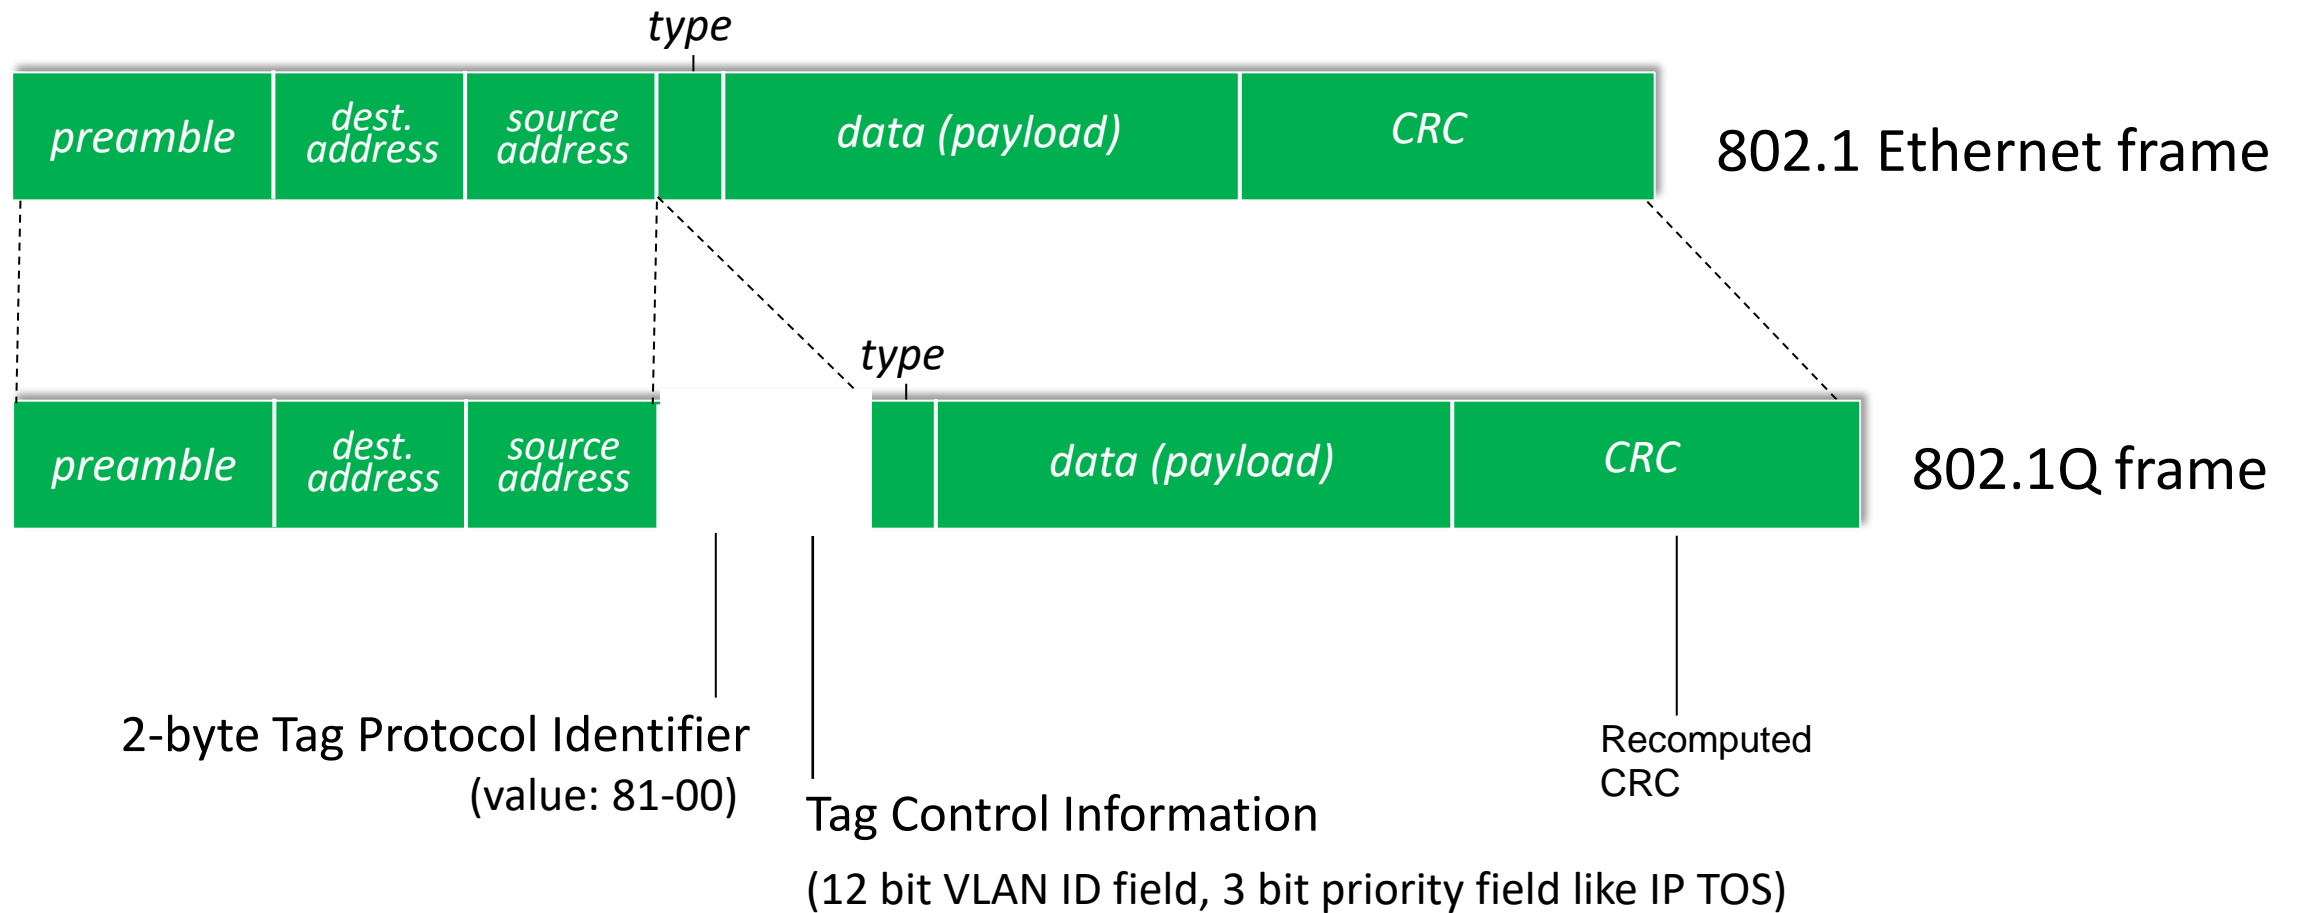 type
preamble
dest.
address
source
address
data (payload)
CRC
802.1 Ethernet frame
type
preamble
dest.
address
source
address
data (payload)
CRC
802.1Q frame
2-byte Tag Protocol Identifier
(value: 81-00)
Tag Control Information
(12 bit VLAN ID field, 3 bit priority field like IP TOS)
Recomputed
CRC